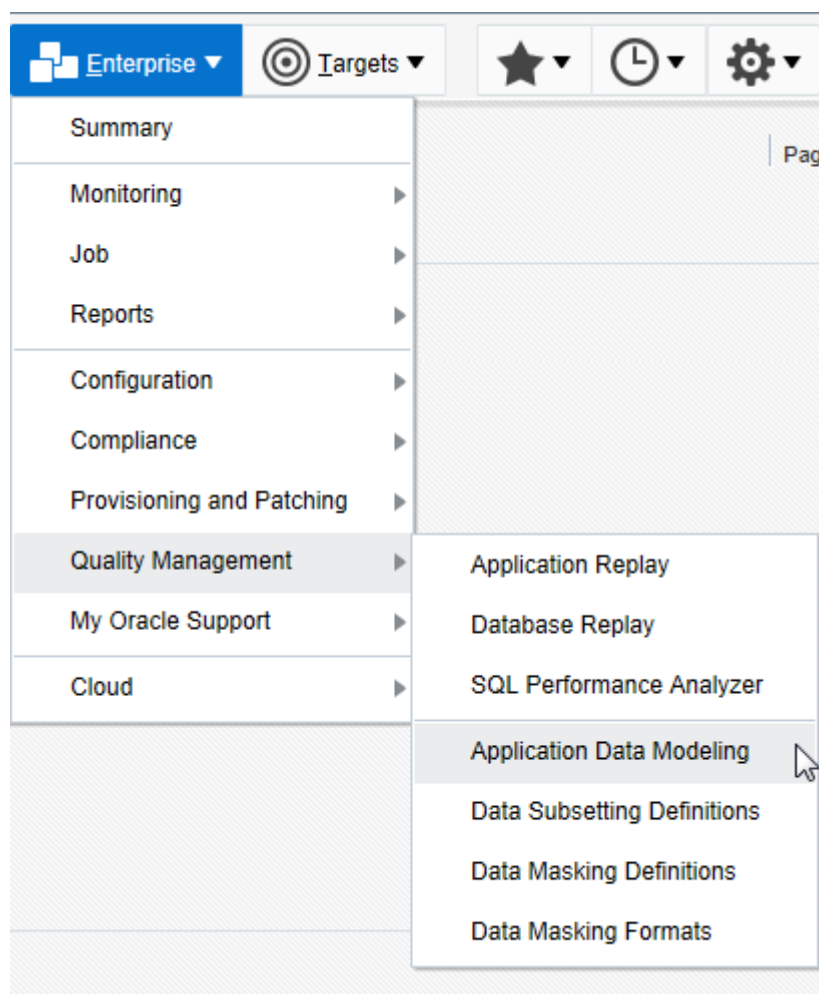 Enterprise
Targets
Pag
Summary
Monitoring
Job
Reports
Configuration
Compliance
Provisioning and Patching
Quality Management
My Oracle Support
Cloud
Application Replay
Database Replay
SQL Performance Analyzer
Application Data Modeling
Data Subsetting Definitions
Data Masking Definitions
Data Masking Formats